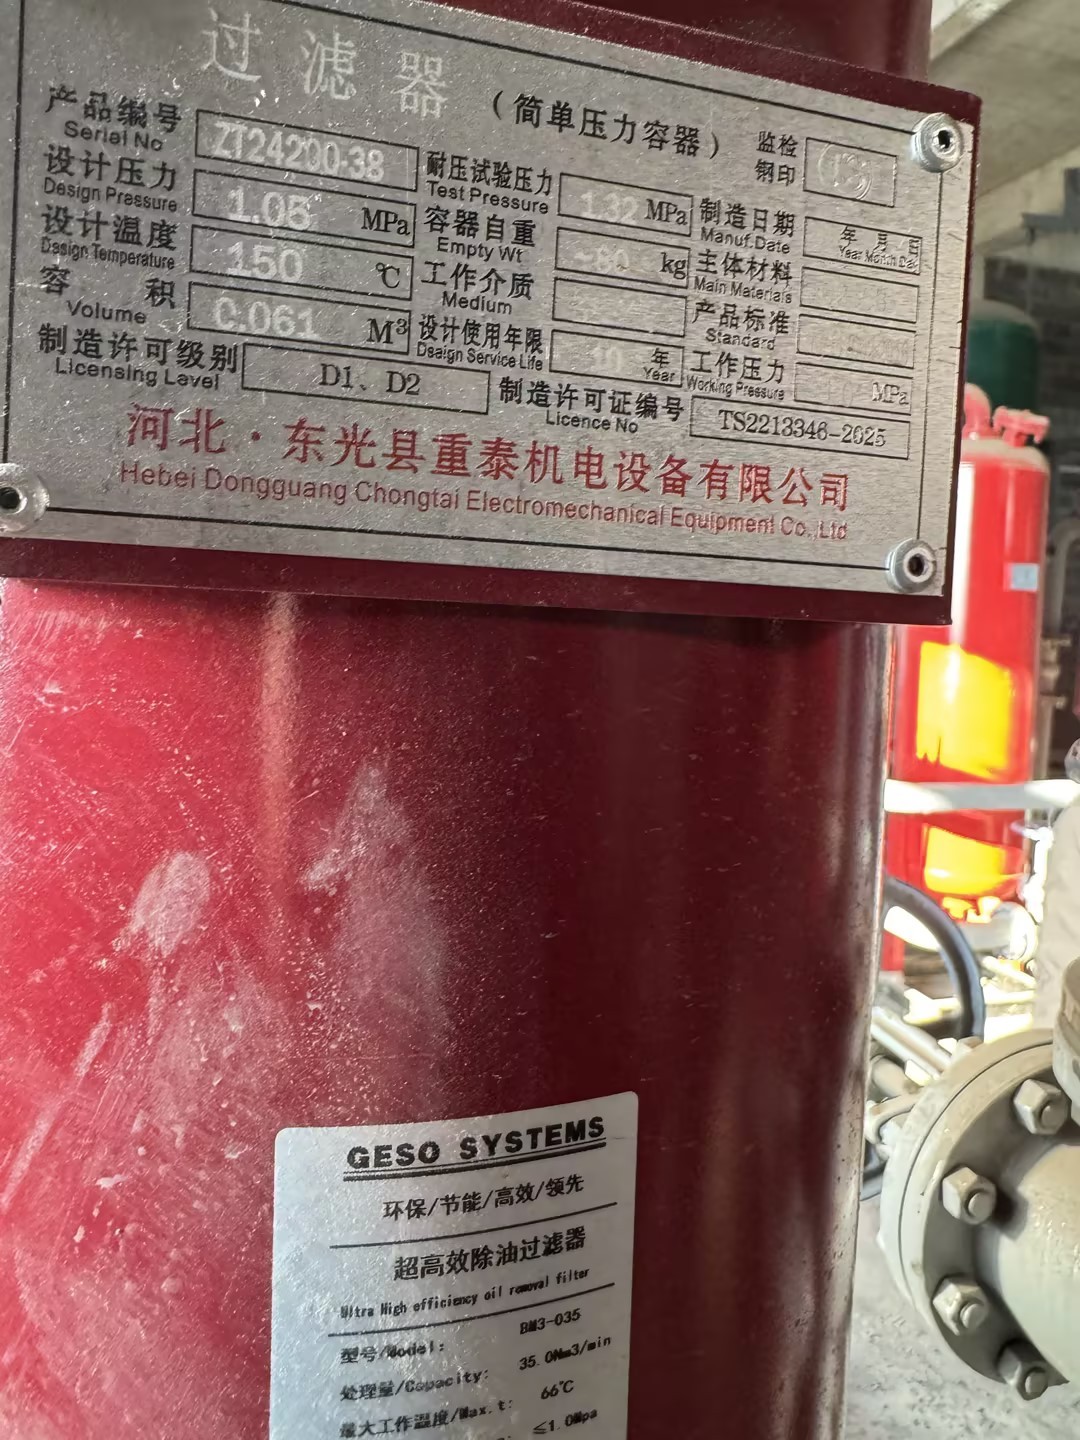 过滤器
(简单压力容器)
监检
钢印
产品编号 ZT24200-38
Serial No
耐压试验压力 1.32 MPa
Test Pressure
制造日期 年 月 日
Manuf.Date Year Month Day
设计压力 1.05 MPa
Design Pressure
容器自重 80 kg
Empty Wt
主体材料
Main Materials
设计温度 150 ℃
Dasign Temperature
工作介质
Medium
产品标准
Standard
容 积 0.061 M³
Volume
设计使用年限 10 年
Dsaign Service Life Year
工作压力 MPa
Working Pressure
制造许可级别 D1、D2
Licensing Level
制造许可证编号 TS2213346-2025
Licence No
河北·东光县重泰机电设备有限公司
Hebei Dongguang Chongtai Electromechanical Equipment Co.,Ltd
GESO SYSTEMS
环保/节能/高效/领先
超高效除油过滤器
Ultra High efficiency oil removal filter
型号/Model: BM3-035
处理量/Capacity: 35.0Nm3/min
最大工作温度/Max.t: 66℃
≤1.0Mpa